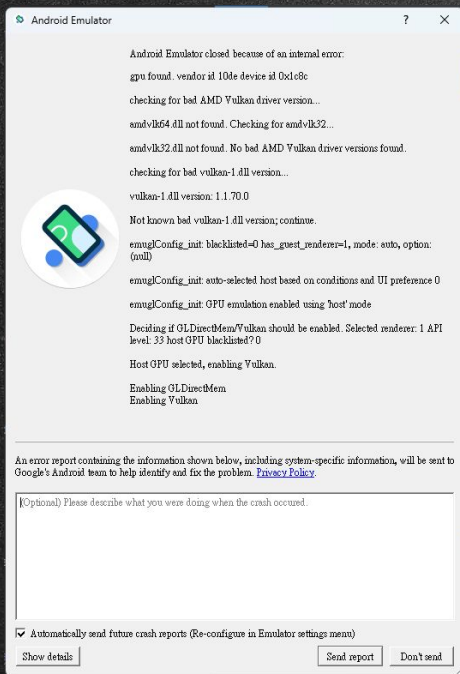 Android Emulator
?
Android Emulator closed because of an internal error:
gpu found. vendor id 10de device id 0x1c8c
checking for bad AMD Vulkan driver version...
amdvlk64.dll not found. Checking for amdvlk32...
amdvlk32.dll not found. No bad AMD Vulkan driver versions found.
checking for bad vulkan-1.dll version...
vulkan-1.dll version: 1.1.70.0
Not known bad vulkan-1.dll version; continue.
emuglConfig_init: blacklisted=0 has_guest_renderer=1, mode: auto, option:
(null)
emuglConfig_init: auto-selected host based on conditions and UI preference 0
emuglConfig_init: GPU emulation enabled using 'host' mode
Deciding if GLDirectMem/Vulkan should be enabled. Selected renderer: 1 API
level: 33 host GPU blacklisted? 0
Host GPU selected, enabling Vulkan.
Enabling GLDirectMem
Enabling Vulkan
An error report containing the information shown below, including system-specific information, will be sent to
Google's Android team to help identify and fix the problem. Privacy Policy.
(Optional) Please describe what you were doing when the crash occured.
Automatically send future crash reports (Re-configure in Emulator settings menu)
Show details
Send report
Don't send